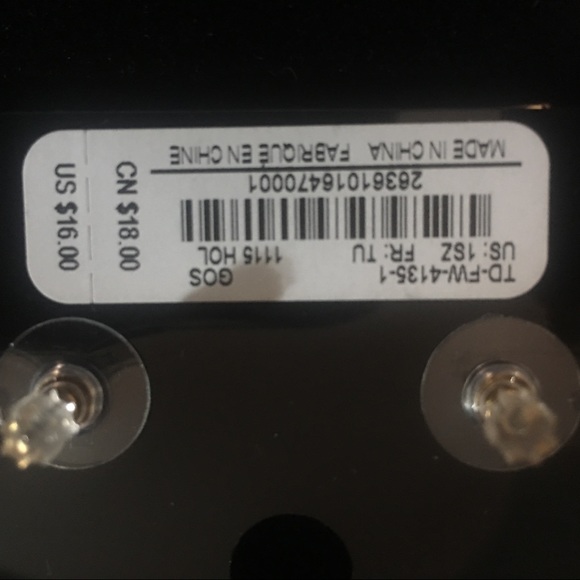 TD-FW-4135-1 GOS
US: 1SZ FR: TU 1115 HOL
26361016470001
MADE IN CHINA FABRIQUÉ EN CHINE
CN $18.00
US $16.00